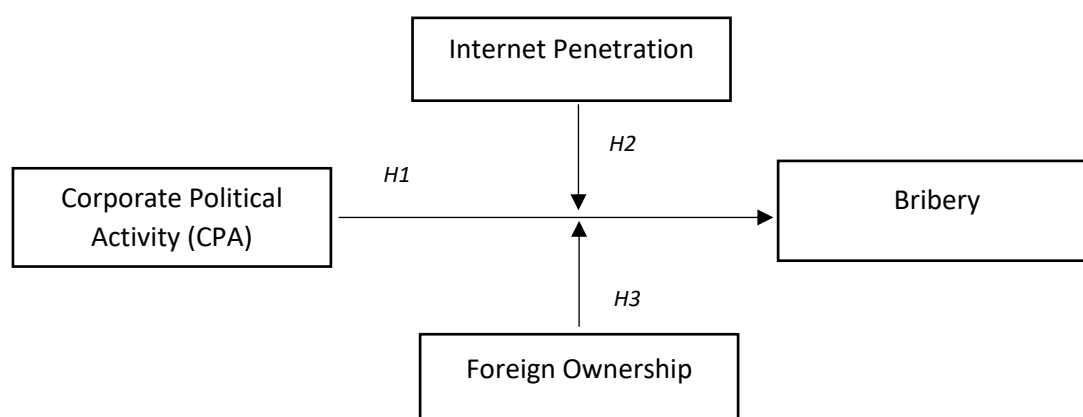 Internet Penetration
H2
H1
Corporate Political
Activity (CPA)
Bribery
H3
Foreign Ownership